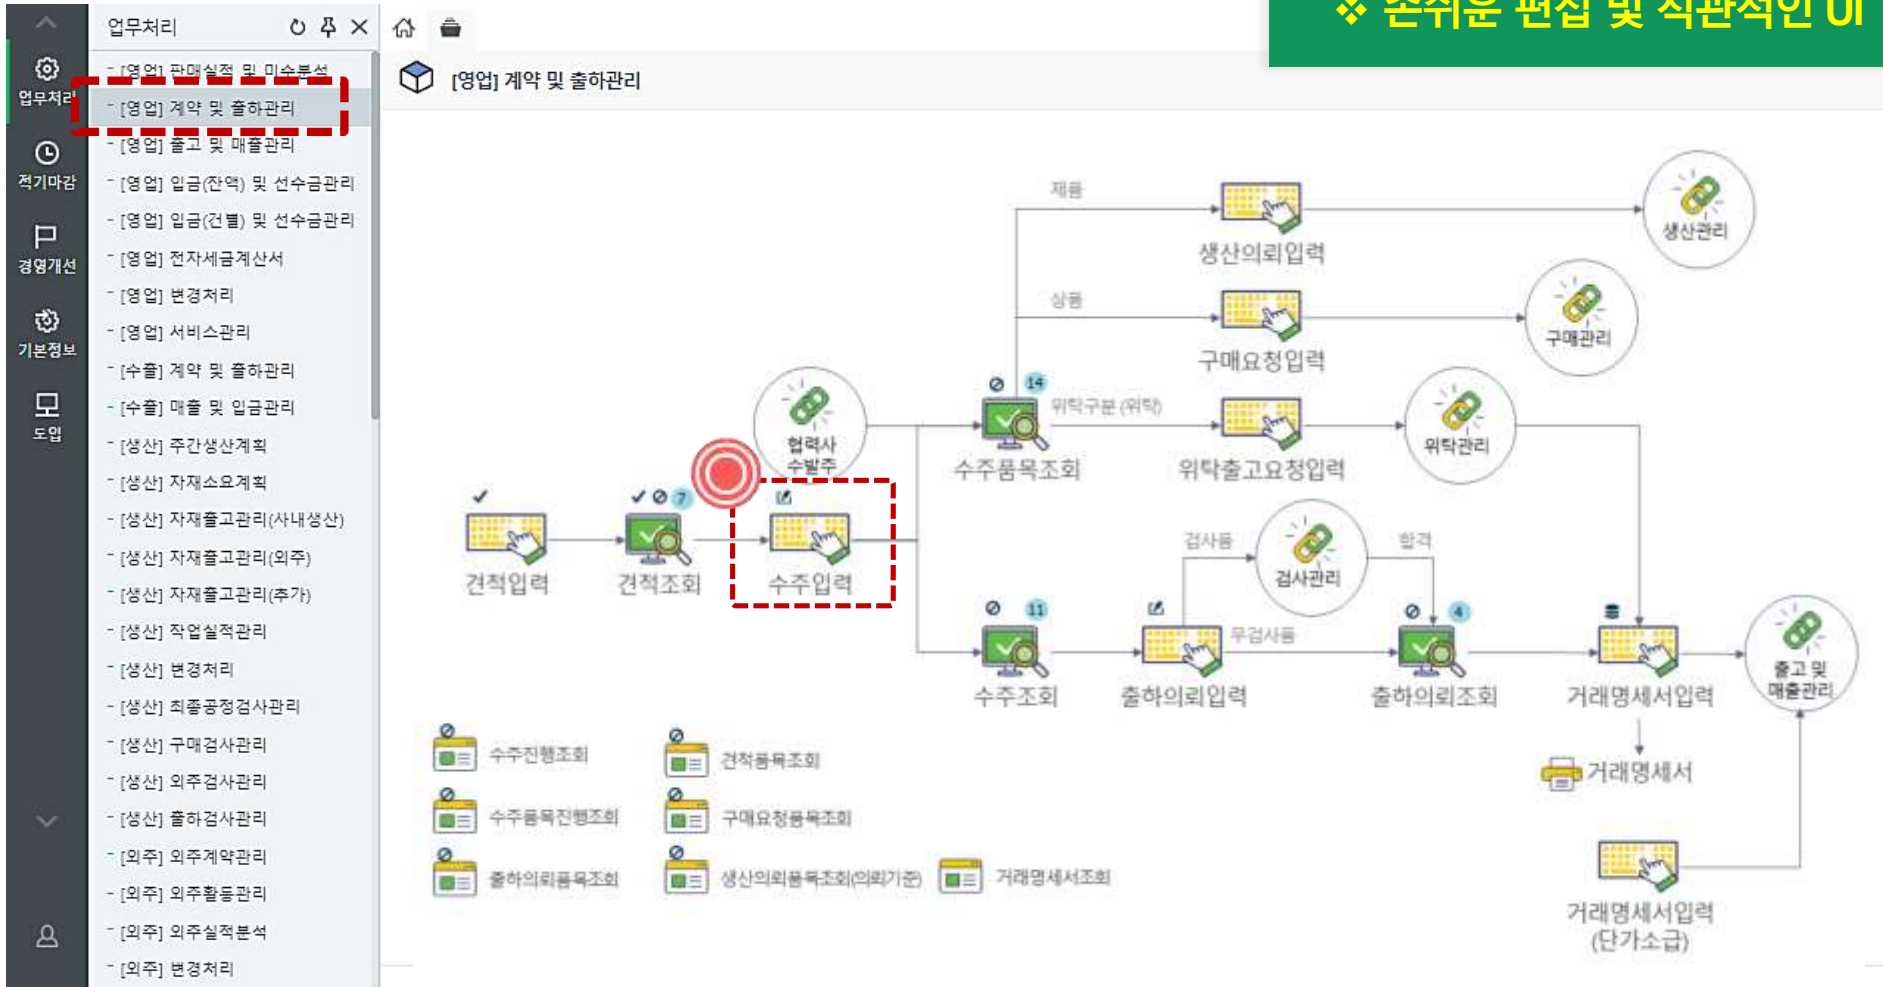 ❖ 손쉬운 편집 및 직관적인 UI
업무처리
적기마감
경영개선
기본정보
도입
업무처리
- [영업] 판매실적 및 미수분석
- [영업] 계약 및 출하관리
- [영업] 출고 및 매출관리
- [영업] 입금(잔액) 및 선수금관리
- [영업] 입금(건별) 및 선수금관리
- [영업] 전자세금계산서
- [영업] 변경처리
- [영업] 서비스관리
- [수출] 계약 및 출하관리
- [수출] 매출 및 입금관리
- [생산] 주간생산계획
- [생산] 자재소요계획
- [생산] 자재출고관리(사내생산)
- [생산] 자재출고관리(외주)
- [생산] 자재출고관리(추가)
- [생산] 작업실적관리
- [생산] 변경처리
- [생산] 최종공정검사관리
- [생산] 구매검사관리
- [생산] 외주검사관리
- [생산] 출하검사관리
- [외주] 외주계약관리
- [외주] 외주활동관리
- [외주] 외주실적분석
- [외주] 변경처리
[영업] 계약 및 출하관리
제품
생산의뢰입력
생산관리
상품
구매요청입력
구매관리
14
수주품목조회
위탁구분 (위탁)
위탁출고요청입력
위탁관리
협력사
수발주
견적입력
7
견적조회
수주입력
11
수주조회
출하의뢰입력
검사품
검사관리
합격
무검사품
4
출하의뢰조회
거래명세서입력
출고 및
매출관리
거래명세서
거래명세서입력
(단가소급)
수주진행조회
견적품목조회
수주품목진행조회
구매요청품목조회
출하의뢰품목조회
생산의뢰품목조회(의뢰기준)
거래명세서조회